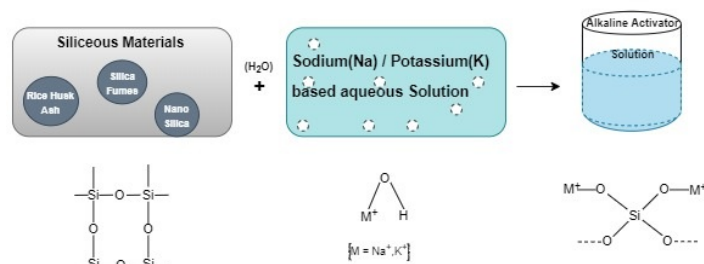 Siliceous Materials
Rice Husk
Ash
Silica
Fumes
Nano
Silica
(H₂O)
+
Sodium(Na) / Potassium(K)
based aqueous Solution
Alkaline Activator
Solution
Si O Si
O O
Si O Si
O
M⁺ H
[M = Na⁺,K⁺]
M⁺ O O M⁺
Si
O O